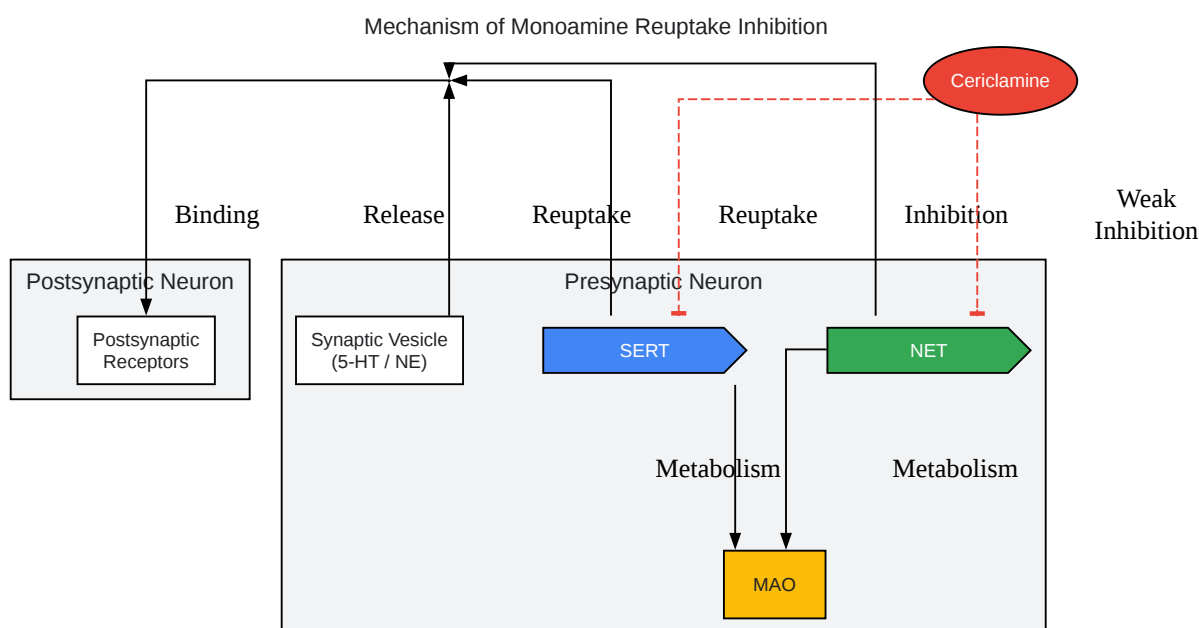 Mechanism of Monoamine Reuptake Inhibition
Cericlamine
Binding
Release
Reuptake
Reuptake
Inhibition
Weak
Inhibition
Postsynaptic Neuron
Presynaptic Neuron
Postsynaptic
Receptors
Synaptic Vesicle
(5-HT / NE)
SERT
NET
Metabolism
Metabolism
MAO